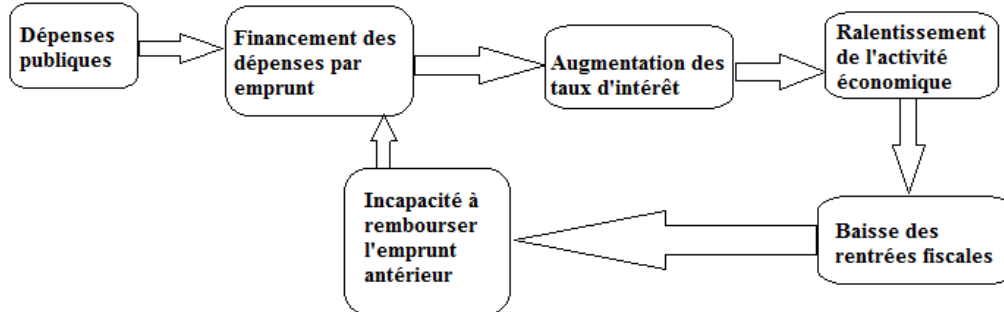 Dépenses
publiques
Financement des
dépenses par
emprunt
Augmentation des
taux d'intérêt
Ralentissement
de l'activité
économique
Baisse des
rentrées fiscales
Incapacité à
rembourser
l'emprunt
antérieur